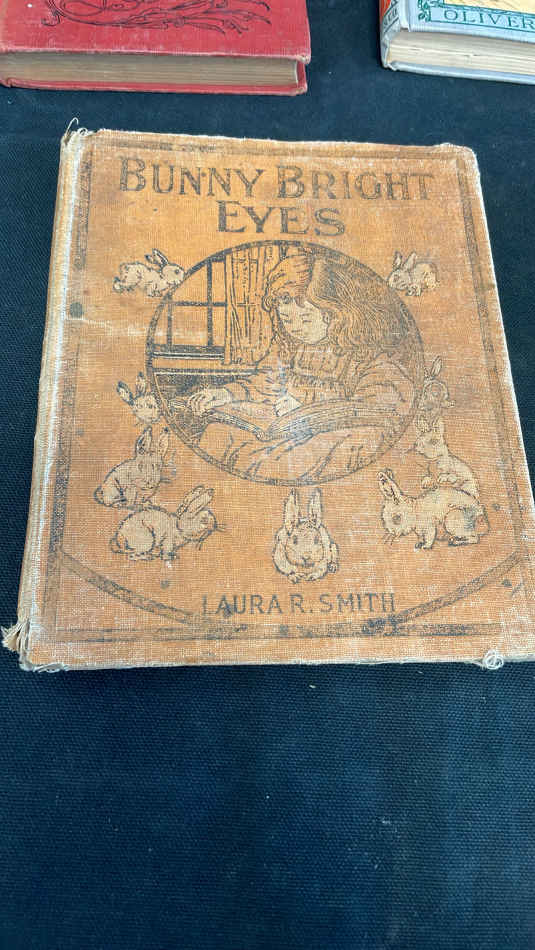 OLIVER
BUNNY BRIGHT
EYES
LAURA R. SMITH